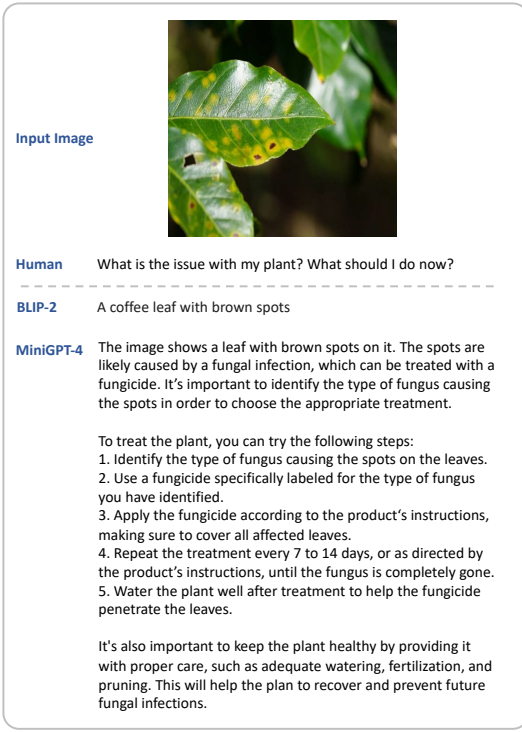 Input Image
Human What is the issue with my plant? What should I do now?
BLIP-2 A coffee leaf with brown spots
MiniGPT-4 The image shows a leaf with brown spots on it. The spots are
likely caused by a fungal infection, which can be treated with a
fungicide. It’s important to identify the type of fungus causing
the spots in order to choose the appropriate treatment.
To treat the plant, you can try the following steps:
1. Identify the type of fungus causing the spots on the leaves.
2. Use a fungicide specifically labeled for the type of fungus
you have identified.
3. Apply the fungicide according to the product‘s instructions,
making sure to cover all affected leaves.
4. Repeat the treatment every 7 to 14 days, or as directed by
the product’s instructions, until the fungus is completely gone.
5. Water the plant well after treatment to help the fungicide
penetrate the leaves.
It's also important to keep the plant healthy by providing it
with proper care, such as adequate watering, fertilization, and
pruning. This will help the plan to recover and prevent future
fungal infections.